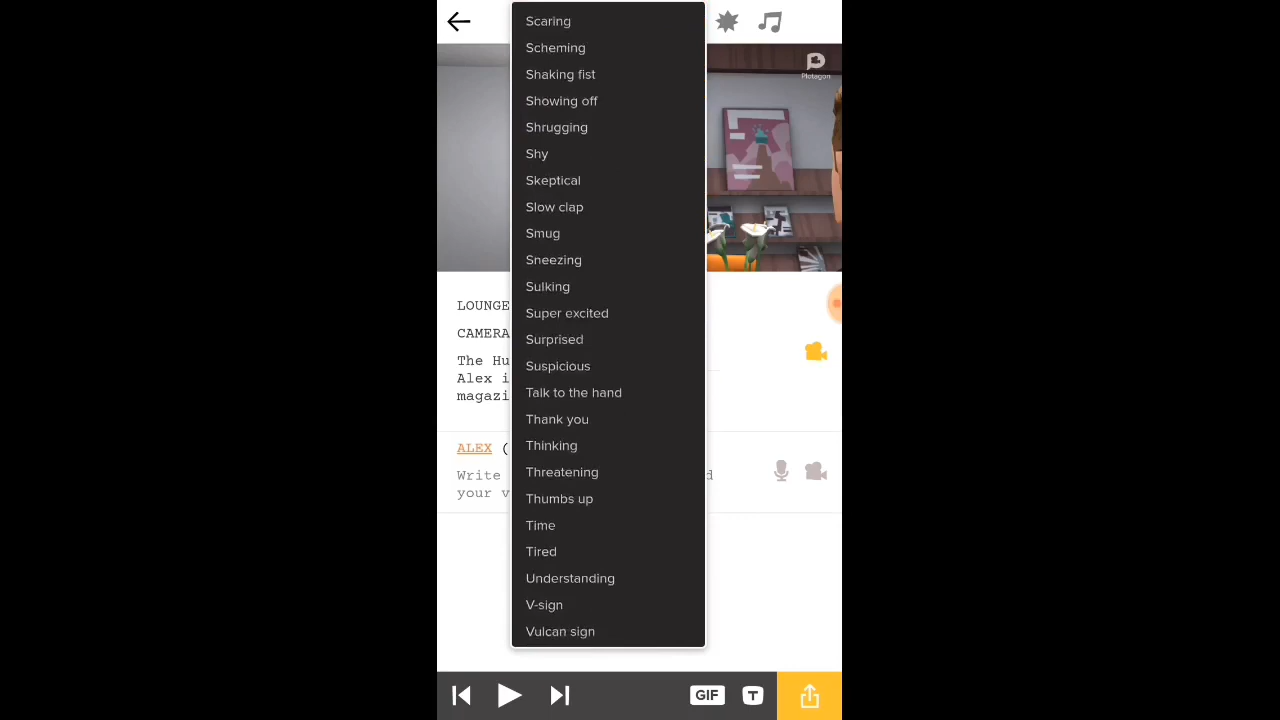 Scaring
Scheming
Shaking fist
Showing off
Shrugging
Shy
Skeptical
Slow clap
Smug
Sneezing
Sulking
Super excited
Surprised
Suspicious
Talk to the hand
Thank you
Thinking
Threatening
Thumbs up
Time
Tired
Understanding
V-sign
Vulcan sign
Plotagon
LOUNGE
CAMERA
The Hu
Alex i
magazi
ALEX (
Write
your v
GIF
T